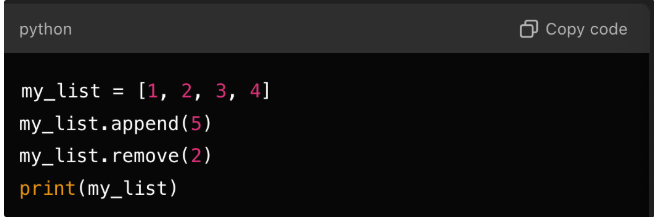 python
Copy code
my_list = [1, 2, 3, 4]
my_list.append(5)
my_list.remove(2)
print(my_list)